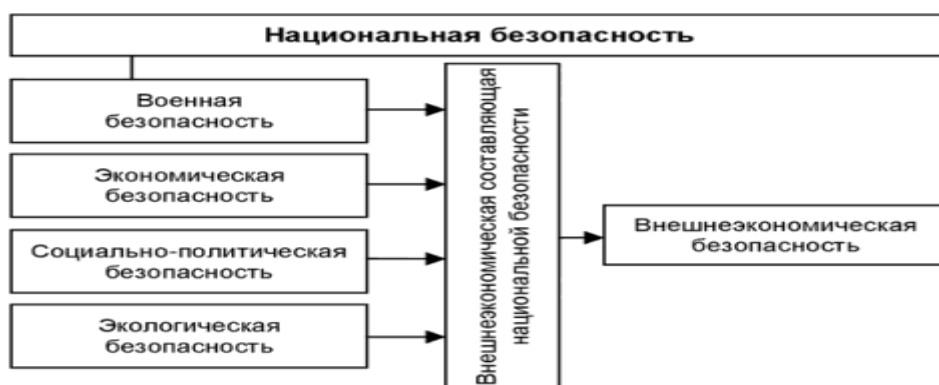 Национальная безопасность
Военная
безопасность
Экономическая
безопасность
Социально-политическая
безопасность
Экологическая
безопасность
Внешнеэкономическая составляющая
национальной безопасности
Внешнеэкономическая
безопасность